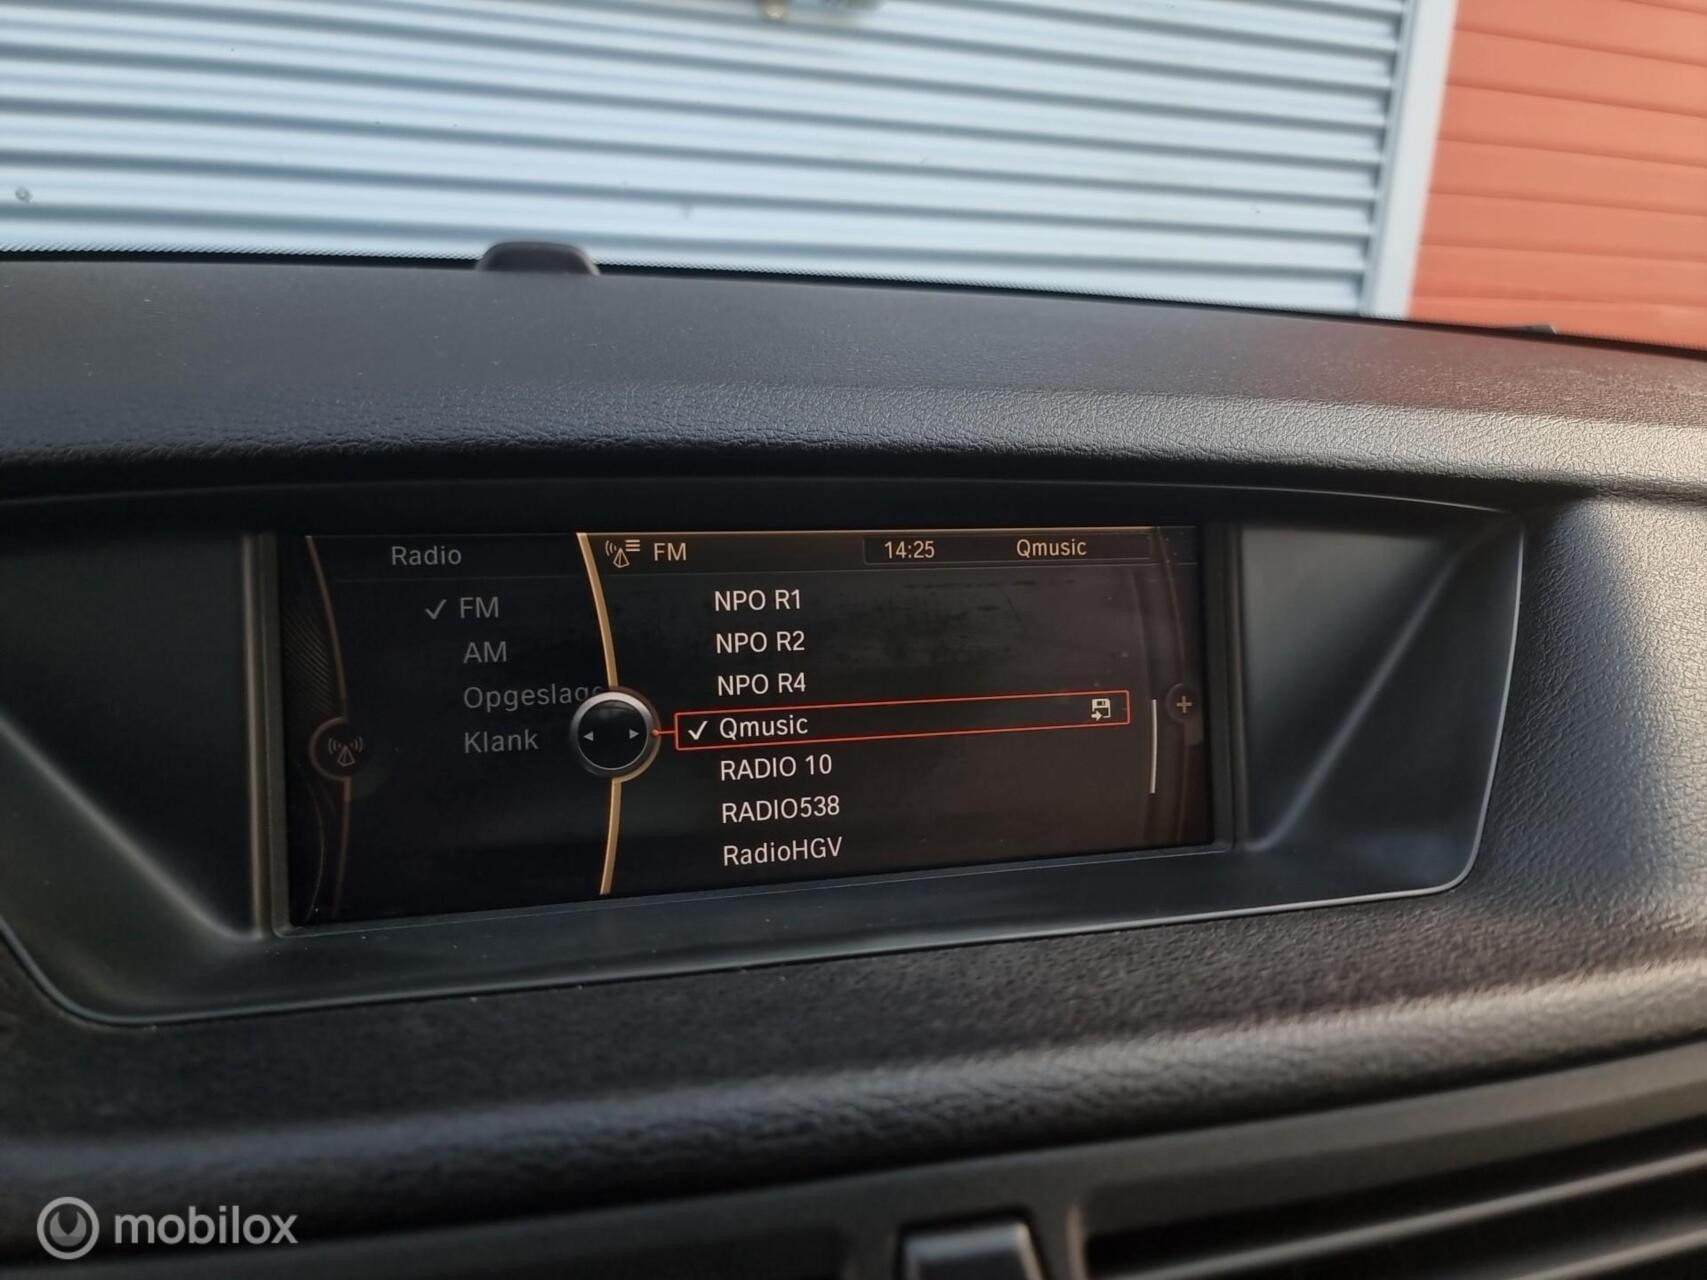 Radio
FM
14:25
Qmusic
✓ FM
AM
Opgeslage
Klank
NPO R1
NPO R2
NPO R4
✓ Qmusic
RADIO 10
RADIO538
RadioHGV
mobilox